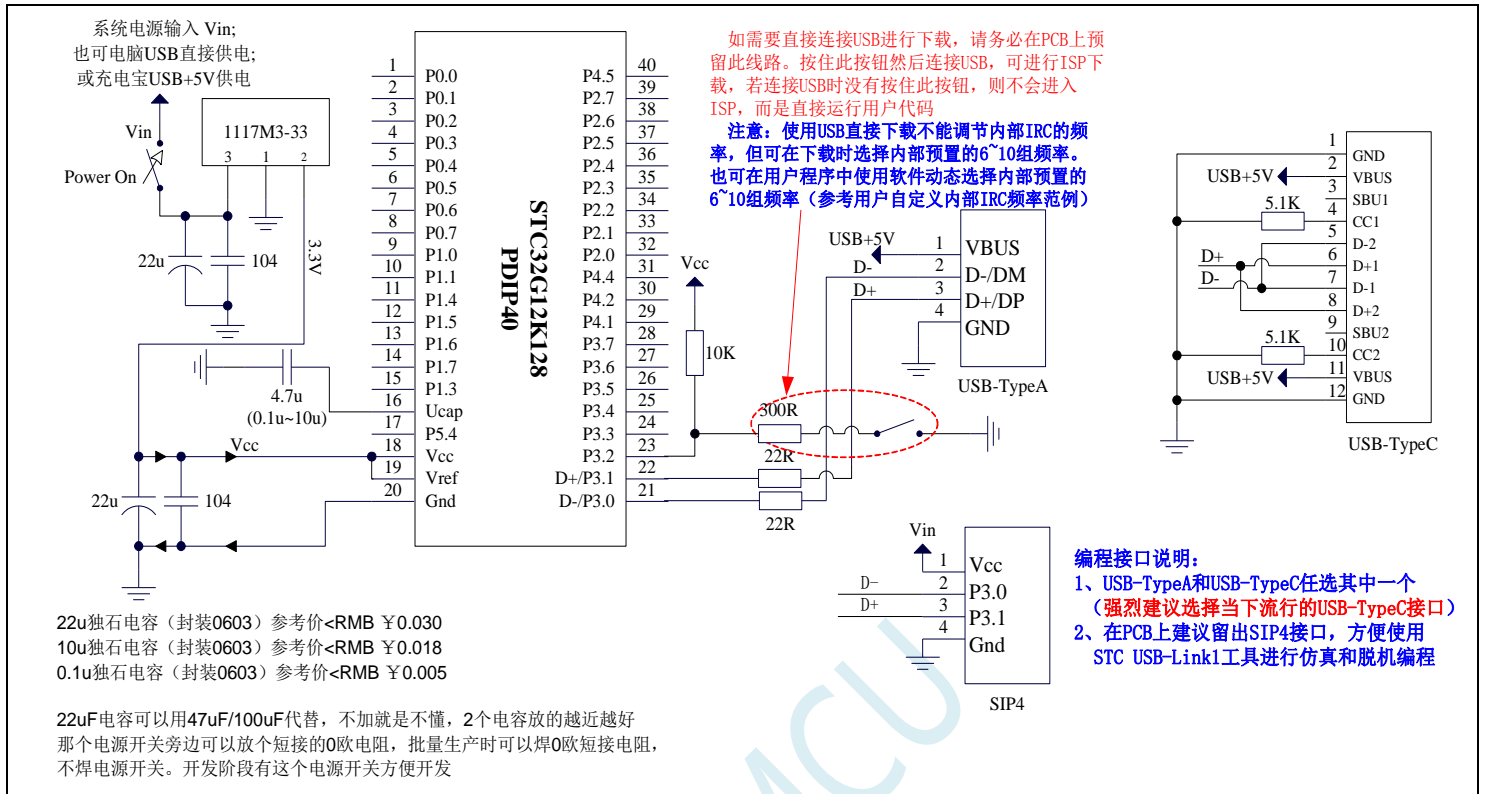 系统电源输入 Vin;
也可电脑USB直接供电;
或充电宝USB+5V供电
Vin
Power On
1117M3-33
3 1 2
22u
104
3.3V
4.7u
(0.1u~10u)
Vcc
22u
104
1 P0.0
2 P0.1
3 P0.2
4 P0.3
5 P0.4
6 P0.5
7 P0.6
8 P0.7
9 P1.0
10 P1.1
11 P1.4
12 P1.5
13 P1.6
14 P1.7
15 P1.3
16 Ucap
17 P5.4
18 Vcc
19 Vref
20 Gnd
STC32G12K128
PDIP40
P4.5 40
P2.7 39
P2.6 38
P2.5 37
P2.4 36
P2.3 35
P2.2 34
P2.1 33
P2.0 32
P4.4 31
P4.2 30
P4.1 29
P3.7 28
P3.6 27
P3.5 26
P3.4 25
P3.3 24
P3.2 23
D+/P3.1 22
D-/P3.0 21
如需要直接连接USB进行下载，请务必在PCB上预
留此线路。按住此按钮然后连接USB，可进行ISP下
载，若连接USB时没有按住此按钮，则不会进入
ISP，而是直接运行用户代码
注意：使用USB直接下载不能调节内部IRC的频
率，但可在下载时选择内部预置的6~10组频率。
也可在用户程序中使用软件动态选择内部预置的
6~10组频率（参考用户自定义内部IRC频率范例）
Vcc
10K
300R
22R
22R
USB+5V
D-
D+
1 VBUS
2 D-/DM
3 D+/DP
4 GND
USB-TypeA
USB+5V
5.1K
D+
D-
5.1K
USB+5V
1 GND
2 VBUS
3 SBU1
4 CC1
5 D-2
6 D+1
7 D-1
8 D+2
9 SBU2
10 CC2
11 VBUS
12 GND
USB-TypeC
Vin
D-
D+
1 Vcc
2 P3.0
3 P3.1
4 Gnd
SIP4
编程接口说明：
1、USB-TypeA和USB-TypeC任选其中一个
（强烈建议选择当下流行的USB-TypeC接口）
2、在PCB上建议留出SIP4接口，方便使用
STC USB-Link1工具进行仿真和脱机编程
22u独石电容（封装0603）参考价<RMB ￥0.030
10u独石电容（封装0603）参考价<RMB ￥0.018
0.1u独石电容（封装0603）参考价<RMB ￥0.005
22uF电容可以用47uF/100uF代替，不加就是不懂，2个电容放的越近越好
那个电源开关旁边可以放个短接的0欧电阻，批量生产时可以焊0欧短接电阻，
不焊电源开关。开发阶段有这个电源开关方便开发
MCU